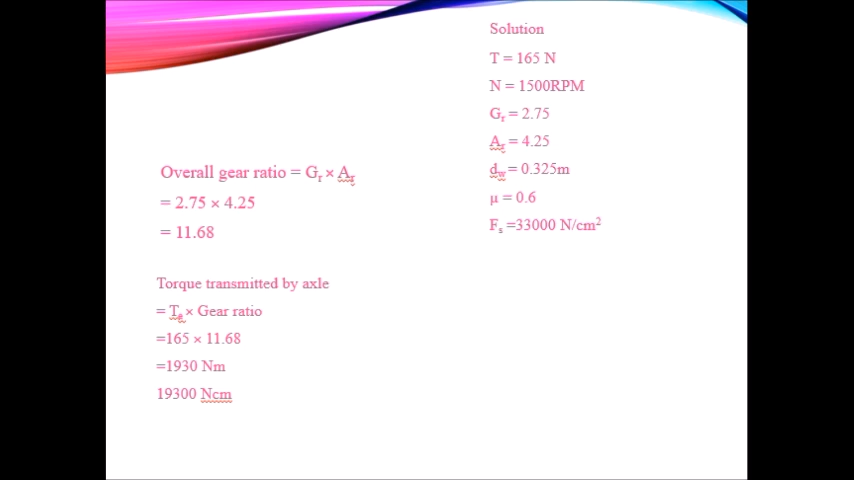 Solution
T = 165 N
N = 1500RPM
Gr = 2.75
Ar = 4.25
dw = 0.325m
μ = 0.6
Fs =33000 N/cm²
Overall gear ratio = Gr × Ar
= 2.75 × 4.25
= 11.68
Torque transmitted by axle
= Te × Gear ratio
=165 × 11.68
=1930 Nm
19300 Ncm